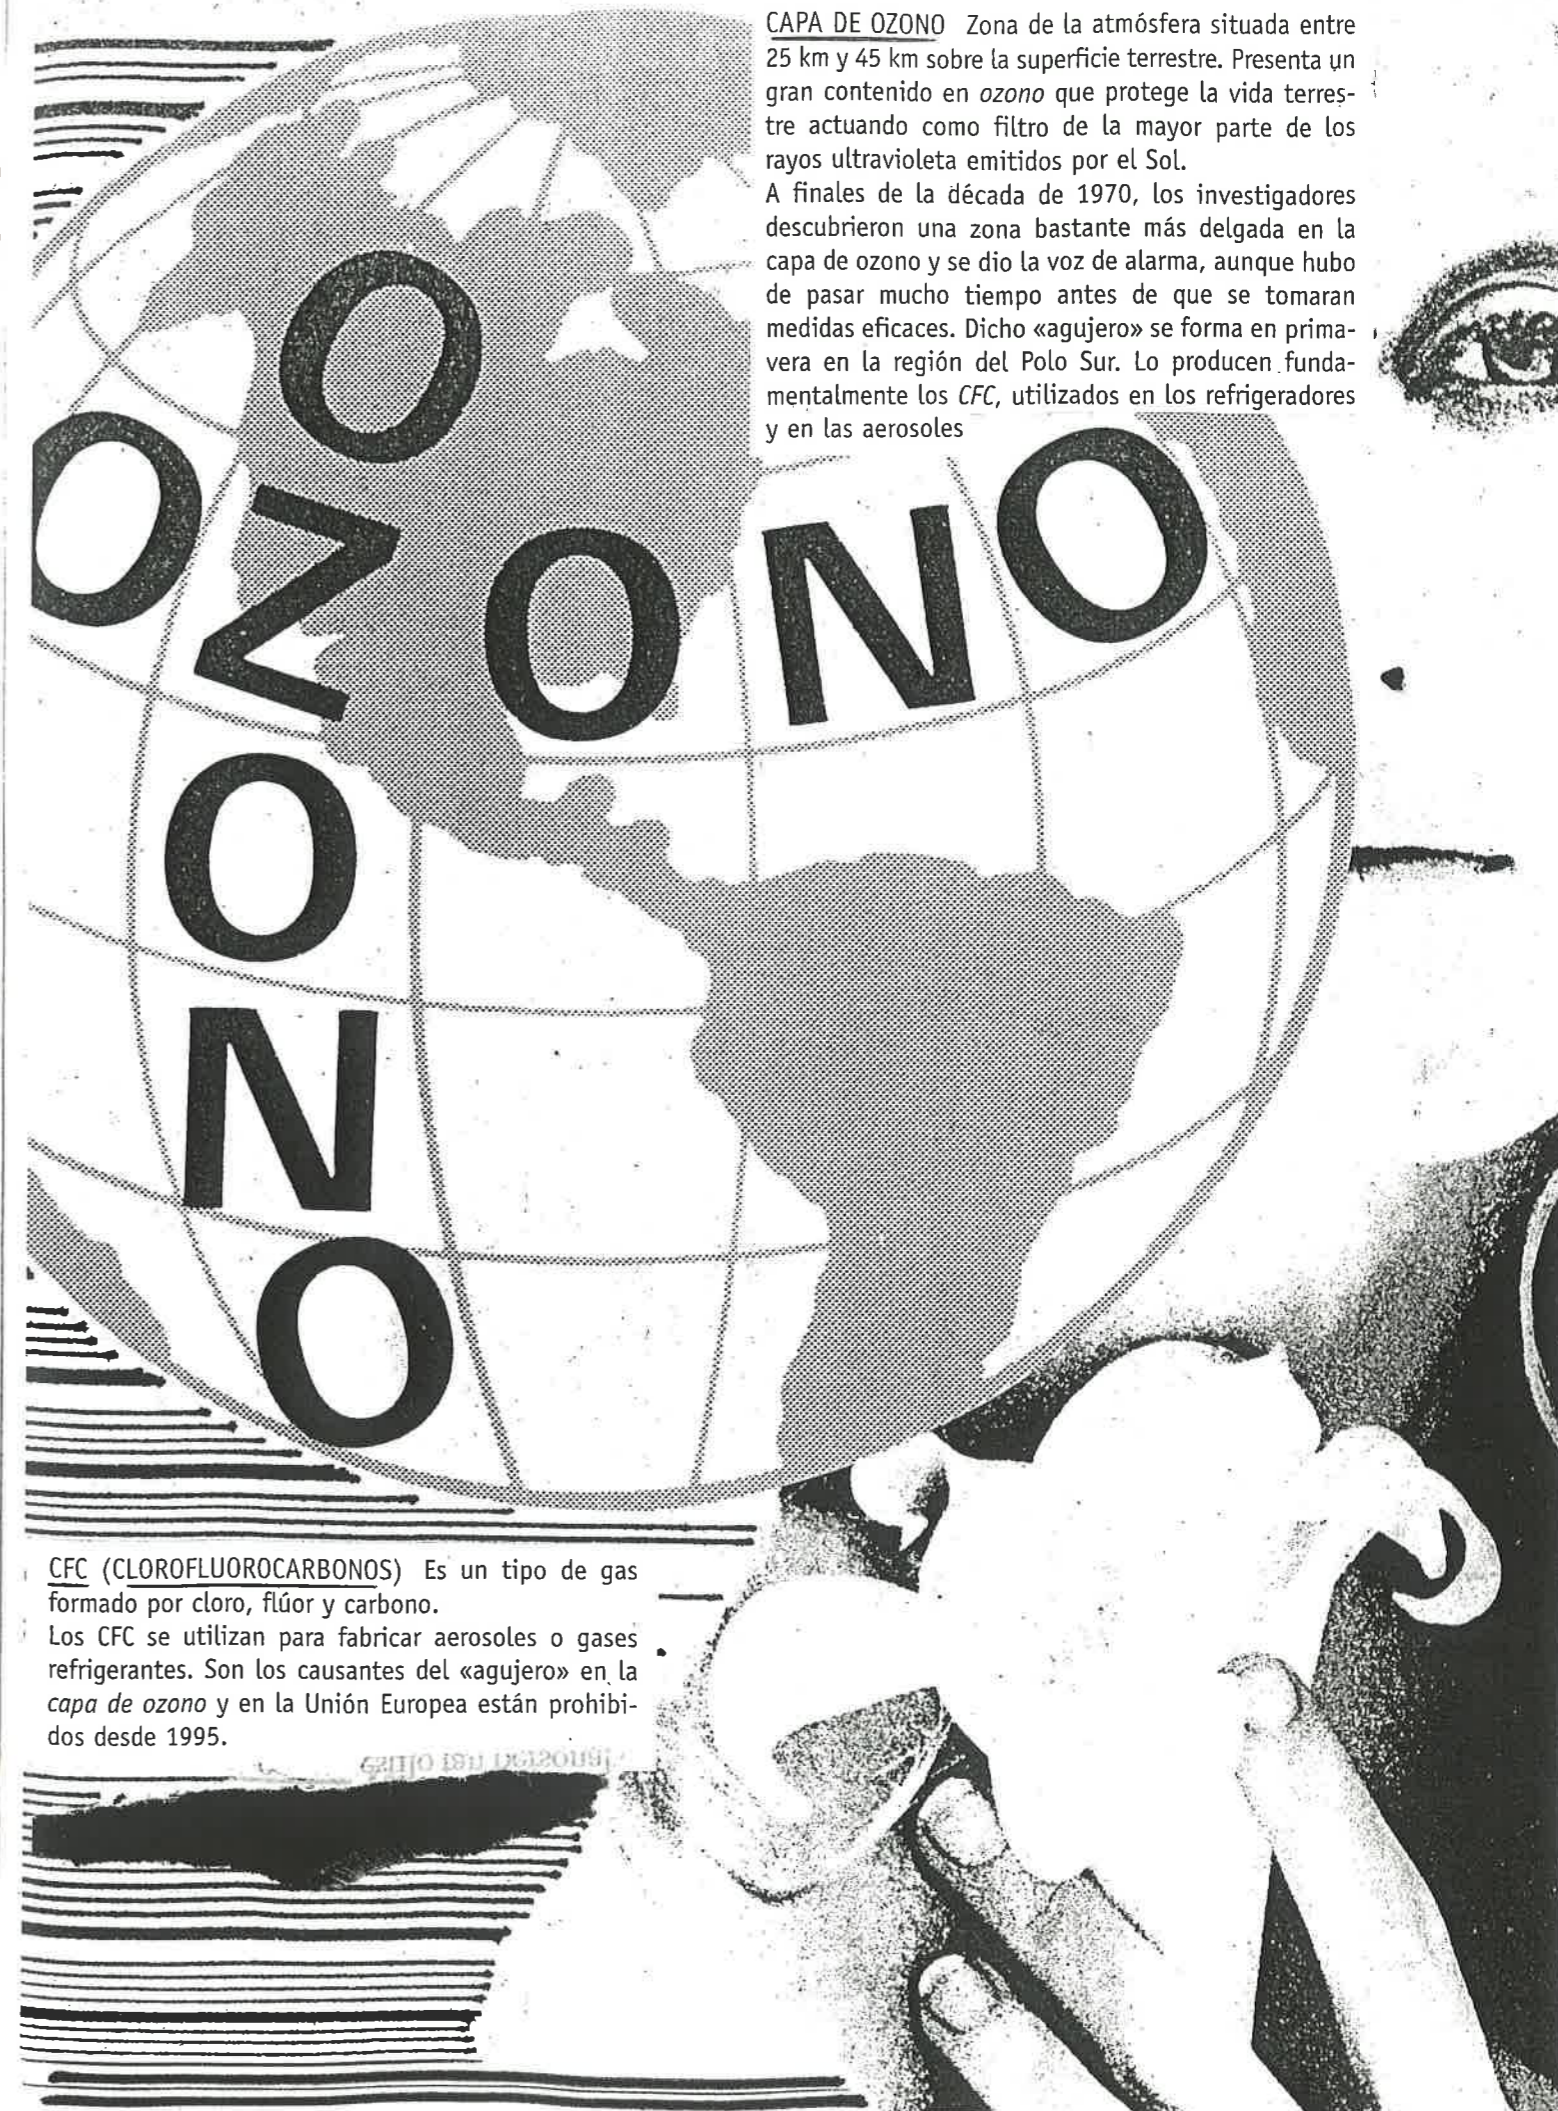 CAPA DE OZONO Zona de la atmósfera situada entre
25 km y 45 km sobre la superficie terrestre. Presenta un
gran contenido en ozono que protege la vida terres-
tre actuando como filtro de la mayor parte de los
rayos ultravioleta emitidos por el Sol.
A finales de la década de 1970, los investigadores
descubrieron una zona bastante más delgada en la
capa de ozono y se dio la voz de alarma, aunque hubo
de pasar mucho tiempo antes de que se tomaran
medidas eficaces. Dicho «agujero» se forma en prima-
vera en la región del Polo Sur. Lo producen funda-
mentalmente los CFC, utilizados en los refrigeradores
y en las aerosoles
OZONO
OZONO
CFC (CLOROFLUOROCARBONOS) Es un tipo de gas
formado por cloro, flúor y carbono.
Los CFC se utilizan para fabricar aerosoles o gases
refrigerantes. Son los causantes del «agujero» en la
capa de ozono y en la Unión Europea están prohibi-
dos desde 1995.